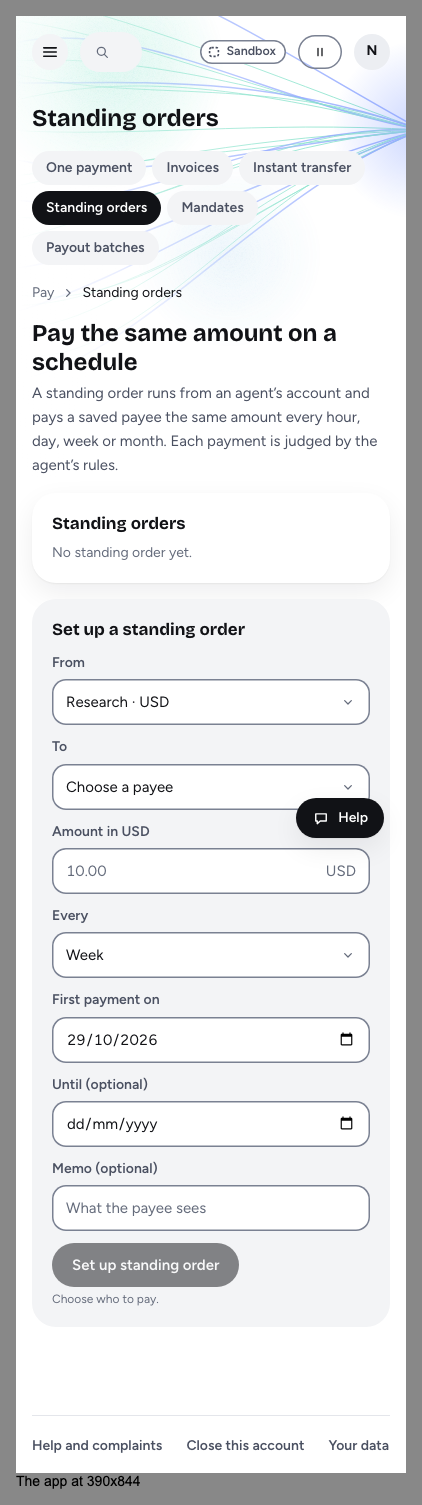 Sandbox
N
Standing orders
One payment
Invoices
Instant transfer
Standing orders
Mandates
Payout batches
Pay
Standing orders
Pay the same amount on a
schedule
A standing order runs from an agent’s account and
pays a saved payee the same amount every hour,
day, week or month. Each payment is judged by the
agent’s rules.
Standing orders
No standing order yet.
Set up a standing order
From
Research · USD
To
Choose a payee
Help
Amount in USD
10.00 USD
Every
Week
First payment on
29/10/2026
Until (optional)
dd/mm/yyyy
Memo (optional)
What the payee sees
Set up standing order
Choose who to pay.
Help and complaints
Close this account
Your data
The app at 390x844